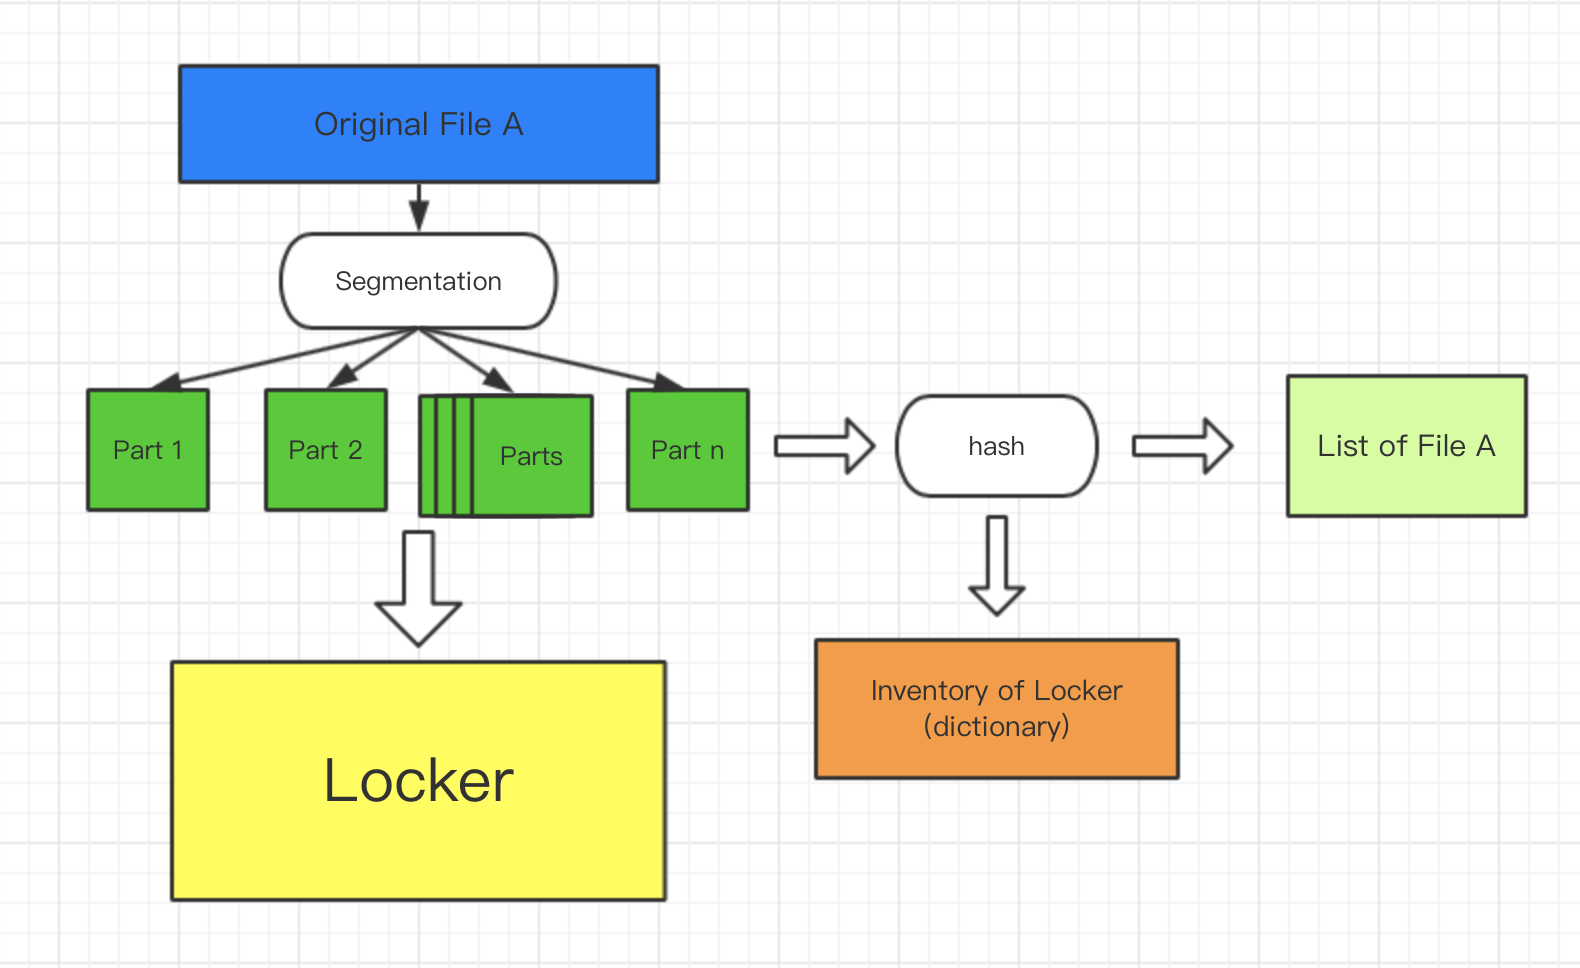 Original File A
Segmentation
Part 1
Part 2
Parts
Part n
hash
List of File A
Locker
Inventory of Locker
(dictionary)